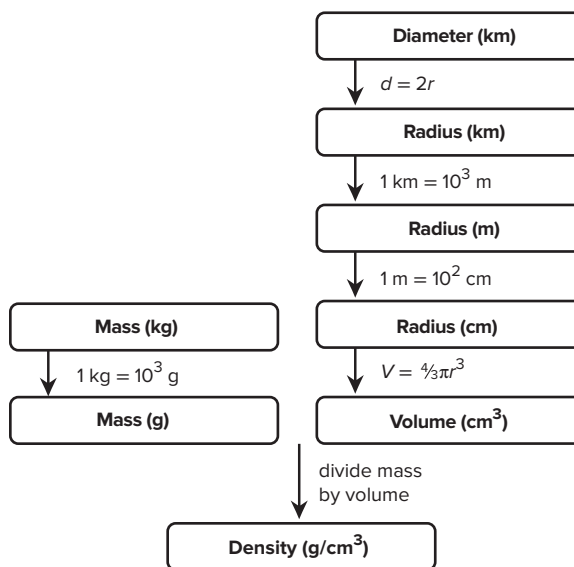 Diameter (km)
d = 2r
Radius (km)
1 km = 10³ m
Radius (m)
1 m = 10² cm
Radius (cm)
V = ⁴⁄₃πr³
Volume (cm³)
Mass (kg)
1 kg = 10³ g
Mass (g)
divide mass
by volume
Density (g/cm³)